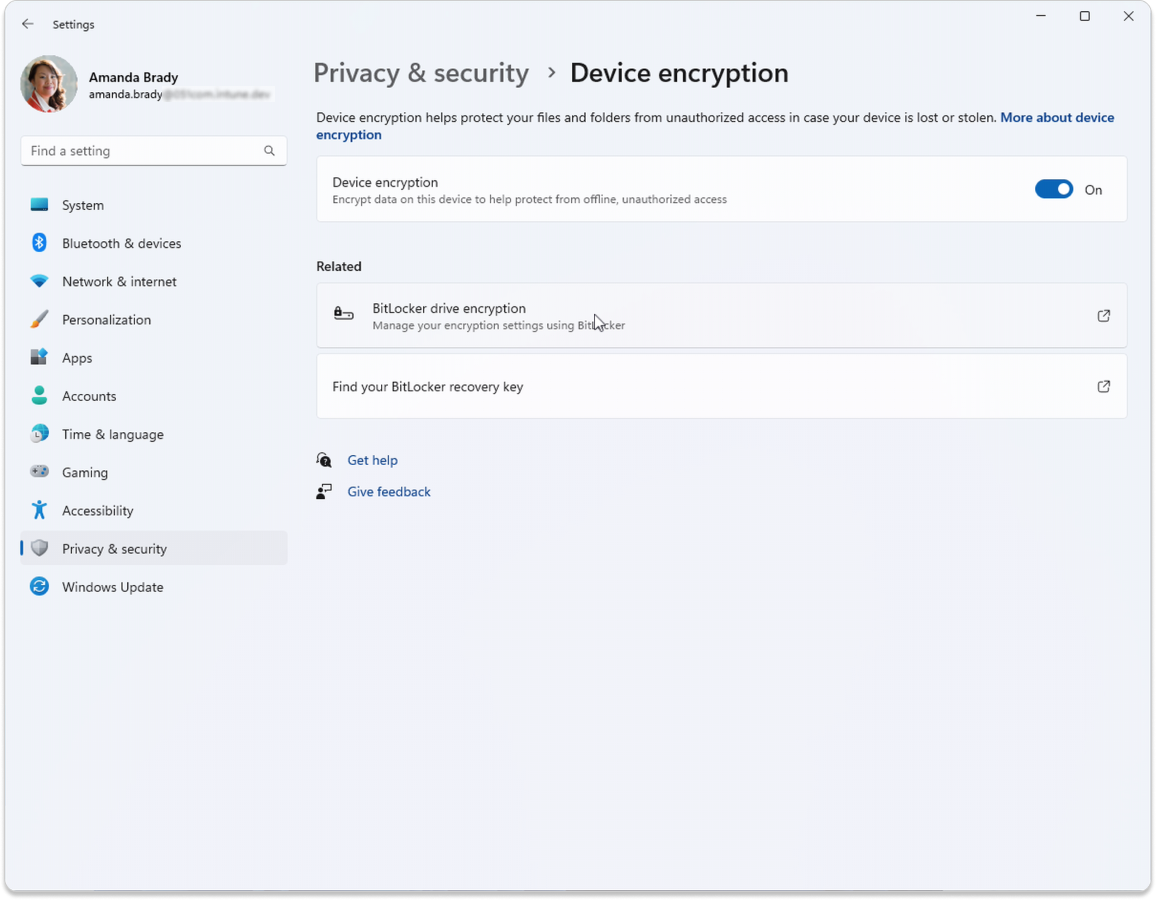 Settings
Amanda Brady
amanda.brady
Find a setting
System
Bluetooth & devices
Network & internet
Personalization
Apps
Accounts
Time & language
Gaming
Accessibility
Privacy & security
Windows Update
Privacy & security > Device encryption
Device encryption helps protect your files and folders from unauthorized access in case your device is lost or stolen. More about device
encryption
Device encryption
Encrypt data on this device to help protect from offline, unauthorized access
On
Related
BitLocker drive encryption
Manage your encryption settings using BitLocker
Find your BitLocker recovery key
Get help
Give feedback